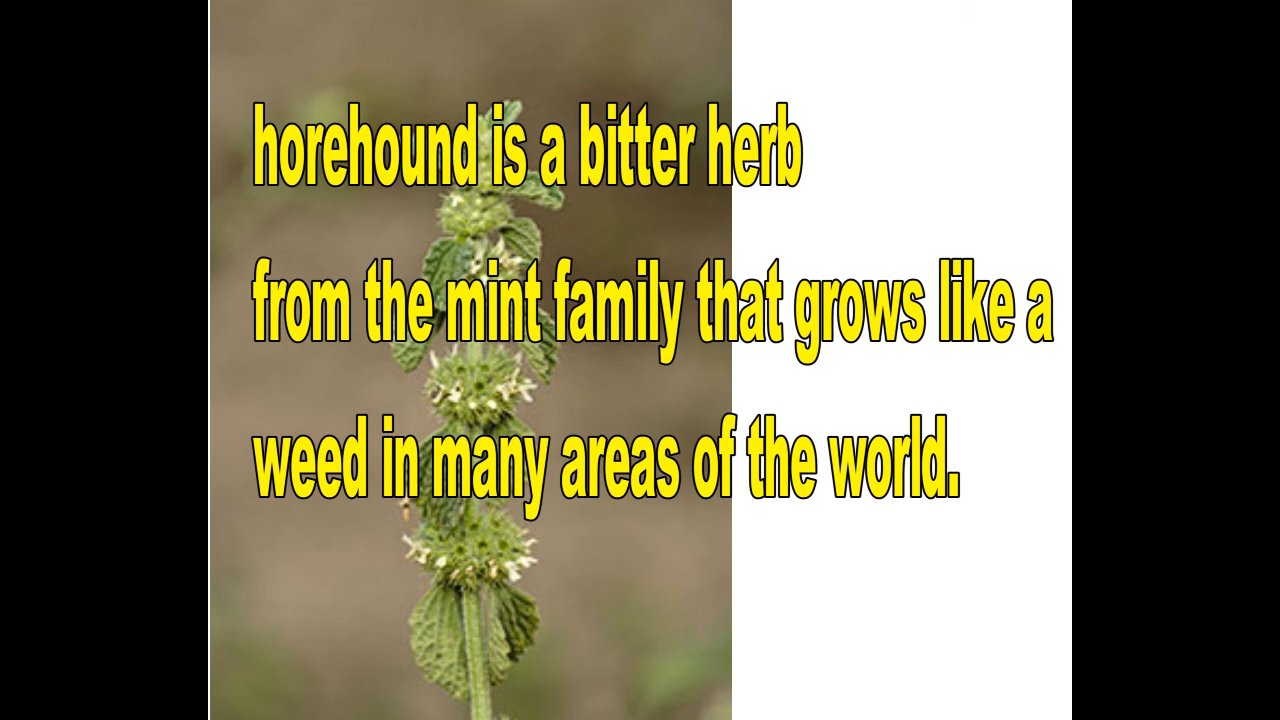 horehound is a bitter herb
from the mint family that grows like a
weed in many areas of the world.